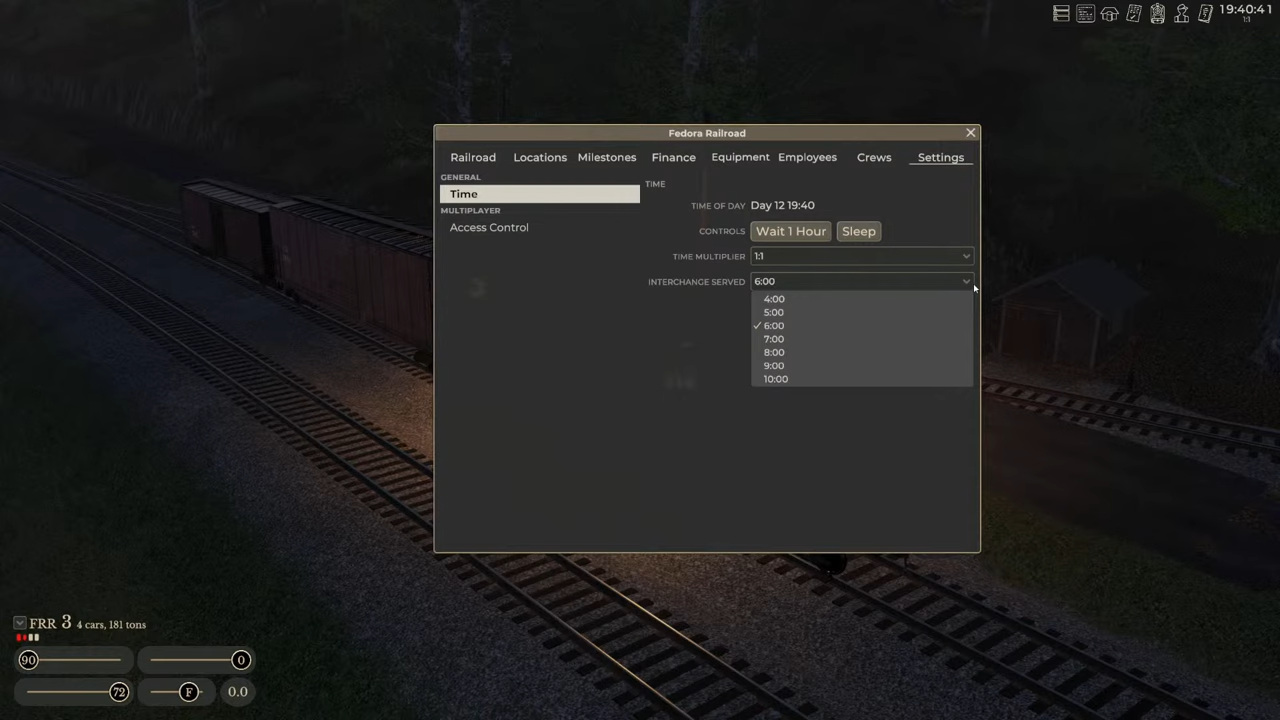 19:40:41
1:1
Fedora Railroad
Railroad Locations Milestones Finance Equipment Employees Crews Settings
GENERAL
Time
MULTIPLAYER
Access Control
TIME
TIME OF DAY Day 12 19:40
CONTROLS Wait 1 Hour Sleep
TIME MULTIPLIER 1:1
INTERCHANGE SERVED 6:00
4:00
5:00
✓ 6:00
7:00
8:00
9:00
10:00
FRR 3 4 cars, 181 tons
90 0
72 F 0.0